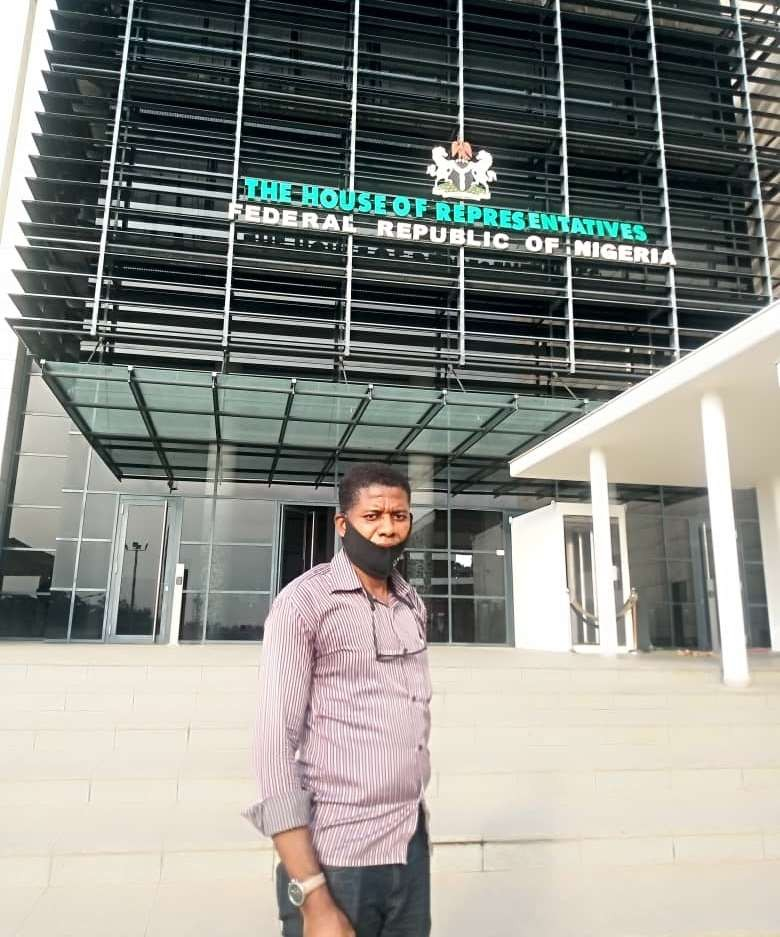 THE HOUSE OF REPRESENTATIVES
FEDERAL REPUBLIC OF NIGERIA